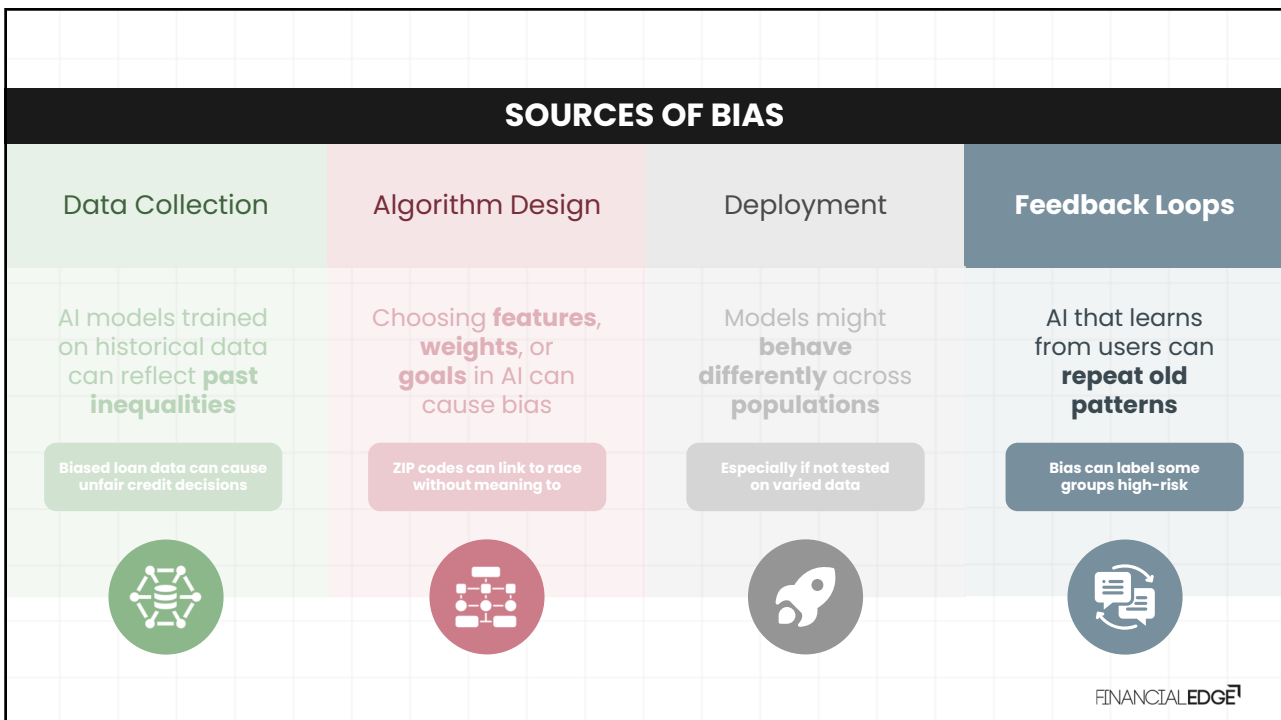 SOURCES OF BIAS
Data Collection
AI models trained
on historical data
can reflect past
inequalities
Biased loan data can cause
unfair credit decisions
Algorithm Design
Choosing features,
weights, or
goals in AI can
cause bias
ZIP codes can link to race
without meaning to
Deployment
Models might
behave
differently across
populations
Especially if not tested
on varied data
Feedback Loops
AI that learns
from users can
repeat old
patterns
Bias can label some
groups high-risk
FINANCIALEDGE